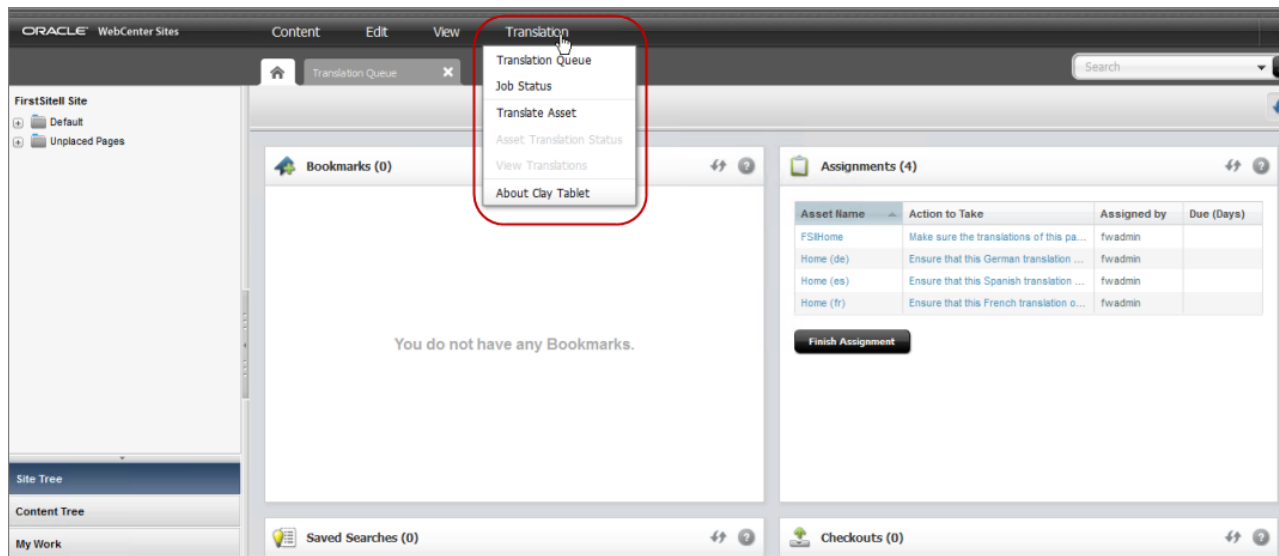 ORACLE WebCenter Sites
Content Edit View Translation
Translation Queue
Search
Translation Queue
Job Status
Translate Asset
Asset Translation Status
View Translations
About Clay Tablet
FirstSiteII Site
Default
Unplaced Pages
Bookmarks (0)
You do not have any Bookmarks.
Assignments (4)
Asset Name Action to Take Assigned by Due (Days)
FSIIHome Make sure the translations of this pa... fwadmin
Home (de) Ensure that this German translation ... fwadmin
Home (es) Ensure that this Spanish translation ... fwadmin
Home (fr) Ensure that this French translation o... fwadmin
Finish Assignment
Site Tree
Content Tree
My Work
Saved Searches (0)
Checkouts (0)